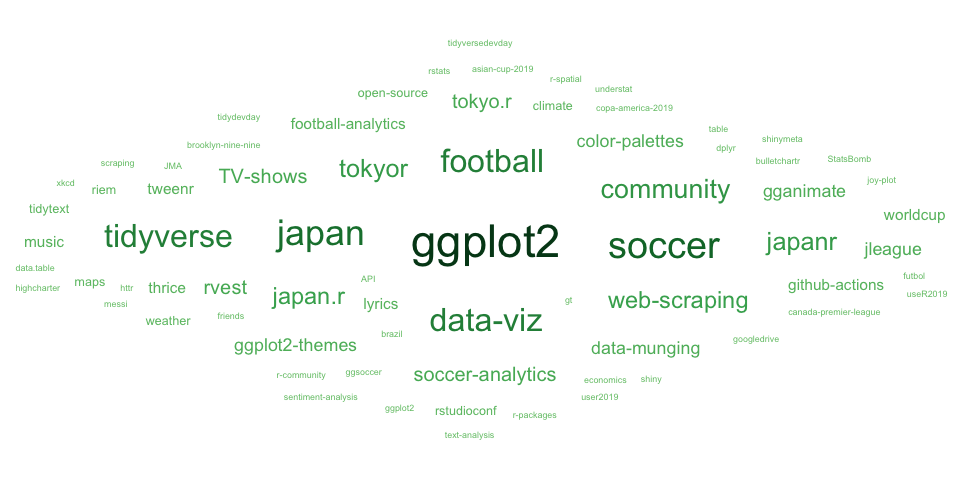 tidyversedevday
rstats
asian-cup-2019
r-spatial
understat
open-source
tokyo.r
climate
copa-america-2019
tidydevday
football-analytics
color-palettes
table
shinymeta
dplyr
brooklyn-nine-nine
scraping
JMA
TV-shows
tokyor
football
bulletchartr
StatsBomb
xkcd
riem
tweenr
community
gganimate
joy-plot
tidytext
worldcup
music
tidyverse
japan
ggplot2
soccer
japanr
jleague
data.table
highcharter
maps
httr
thrice
rvest
API
japan.r
lyrics
gt
web-scraping
github-actions
futbol
useR2019
messi
weather
friends
data-viz
canada-premier-league
brazil
ggplot2-themes
data-munging
googledrive
r-community
ggsoccer
soccer-analytics
economics
shiny
sentiment-analysis
user2019
ggplot2
rstudioconf
r-packages
text-analysis